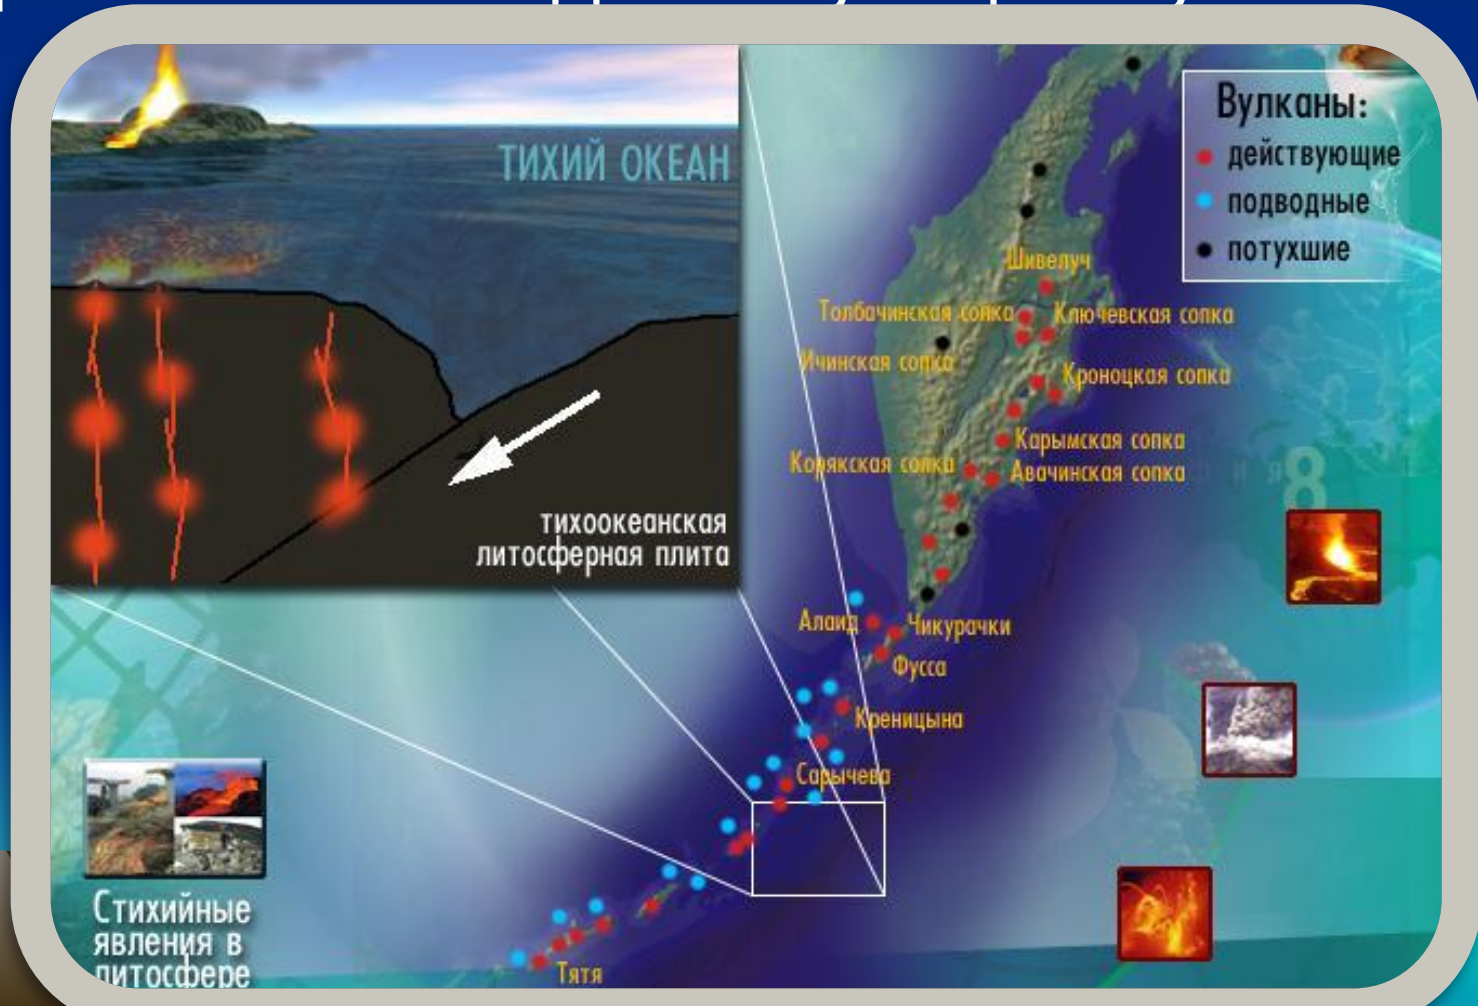 ТИХИЙ ОКЕАН
тихоокеанская
литосферная плита
Вулканы:
действующие
подводные
потухшие
Шивелуч
Толбачинская сопка
Ключевская сопка
Ичинская сопка
Кроноцкая сопка
Карымская сопка
Корякская сопка
Авачинская сопка
8
Алаид
Чикурачки
Фусса
Креницына
Сарычева
Тятя
Стихийные
явления в
литосфере